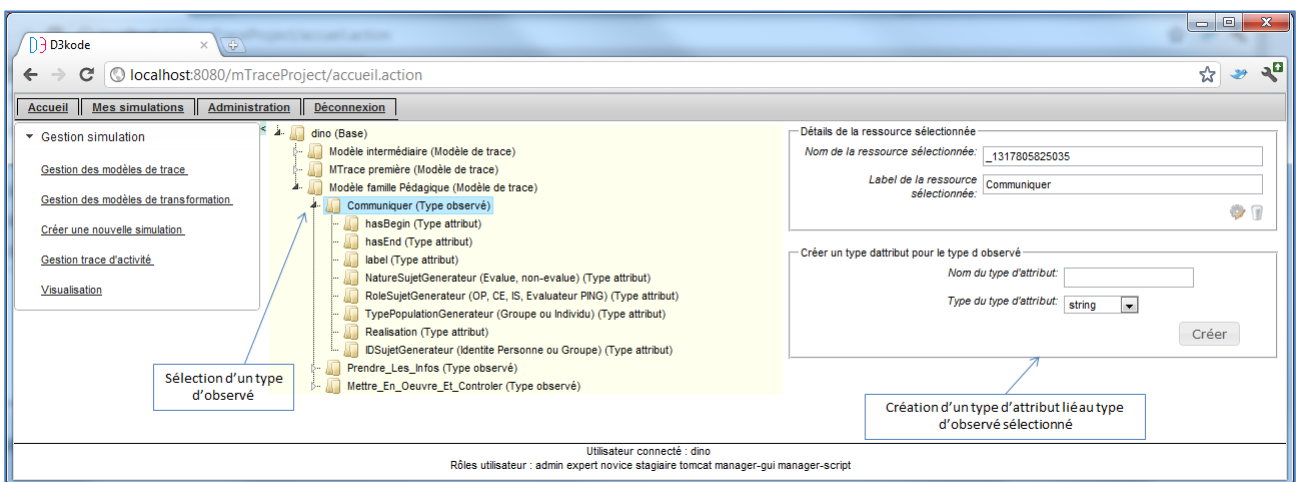 D3kode
localhost:8080/mTraceProject/accueil.action
Accueil Mes simulations Administration Déconnexion
Gestion simulation
Gestion des modèles de trace
Gestion des modèles de transformation
Créer une nouvelle simulation
Gestion trace d'activité
Visualisation
<
dino (Base)
Modèle intermédiaire (Modèle de trace)
MTrace première (Modèle de trace)
Modèle famille Pédagique (Modèle de trace)
Communiquer (Type observé)
hasBegin (Type attribut)
hasEnd (Type attribut)
label (Type attribut)
NatureSujetGenerateur (Evalue, non-evalue) (Type attribut)
RoleSujetGenerateur (OP, CE, IS, Evaluateur PING) (Type attribut)
TypePopulationGenerateur (Groupe ou Individu) (Type attribut)
Realisation (Type attribut)
IDSujetGenerateur (Identite Personne ou Groupe) (Type attribut)
Prendre_Les_Infos (Type observé)
Mettre_En_Oeuvre_Et_Controler (Type observé)
Détails de la ressource sélectionnée
Nom de la ressource sélectionnée: _1317805825035
Label de la ressource
sélectionnée: Communiquer
Créer un type dattribut pour le type d observé
Nom du type d'attribut:
Type du type d'attribut: string
Créer
Sélection d'un type
d'observé
Création d'un type d'attribut liéau type
d'observé sélectionné
Utilisateur connecté : dino
Rôles utilisateur : admin expert novice stagiaire tomcat manager-gui manager-script